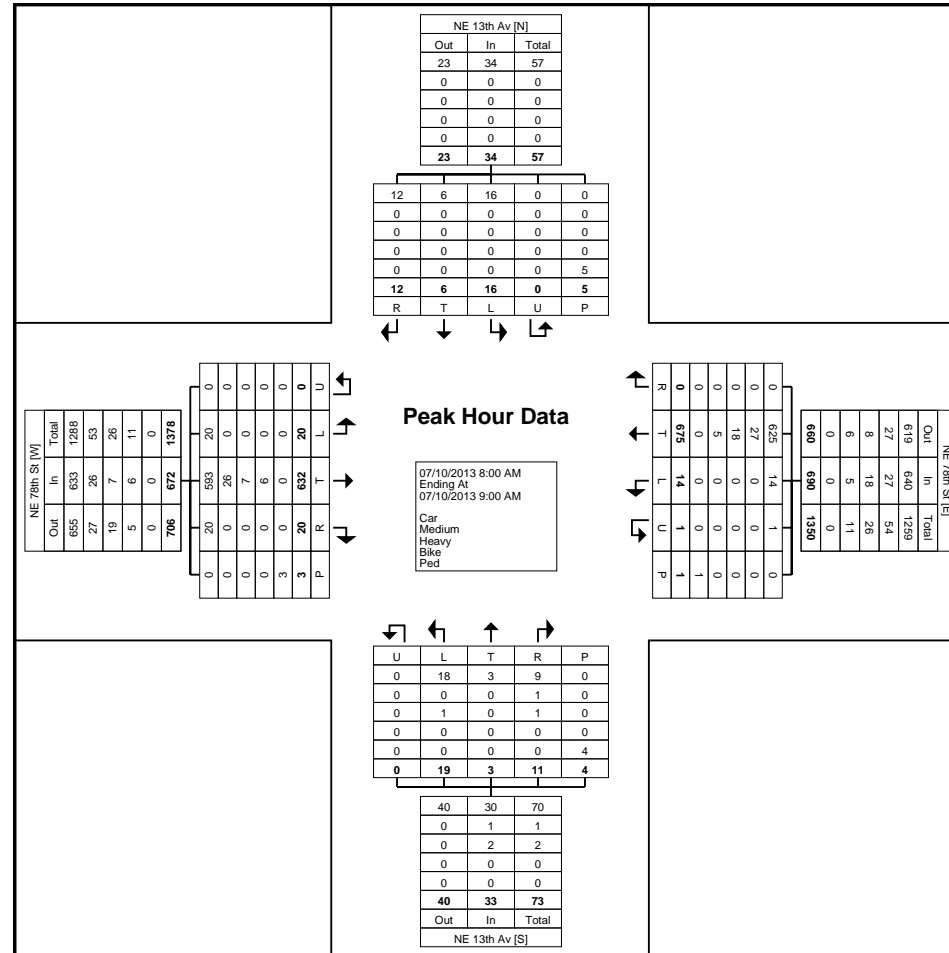 NE 13th Av [N]
Out In Total
23 34 57
0 0 0
0 0 0
0 0 0
0 0 0
23 34 57
12 6 16 0 0
0 0 0 0 0
0 0 0 0 0
0 0 0 0 0
0 0 0 0 5
12 6 16 0 5
R T L U P
NE 78th St [W]
Out In Total
655 633 1288
27 26 53
19 7 26
5 6 11
0 0 0
706 672 1378
0 20 593 20 0
0 0 26 0 0
0 0 7 0 0
0 0 6 0 0
3 0 0 0 0
3 20 632 20 0
P R T L U
Peak Hour Data
07/10/2013 8:00 AM
Ending At
07/10/2013 9:00 AM
Car
Medium
Heavy
Bike
Ped
NE 78th St [E]
Out In Total
619 640 1259
27 27 54
8 18 26
6 5 11
0 0 0
660 690 1350
0 625 14 1 0
0 27 0 0 0
0 18 0 0 0
0 5 0 0 0
0 0 0 0 1
0 675 14 1 1
R T L U P
U L T R P
0 18 3 9 0
0 0 0 1 0
0 1 0 1 0
0 0 0 0 0
0 0 0 0 4
0 19 3 11 4
40 30 70
0 1 1
0 2 2
0 0 0
0 0 0
40 33 73
Out In Total
NE 13th Av [S]